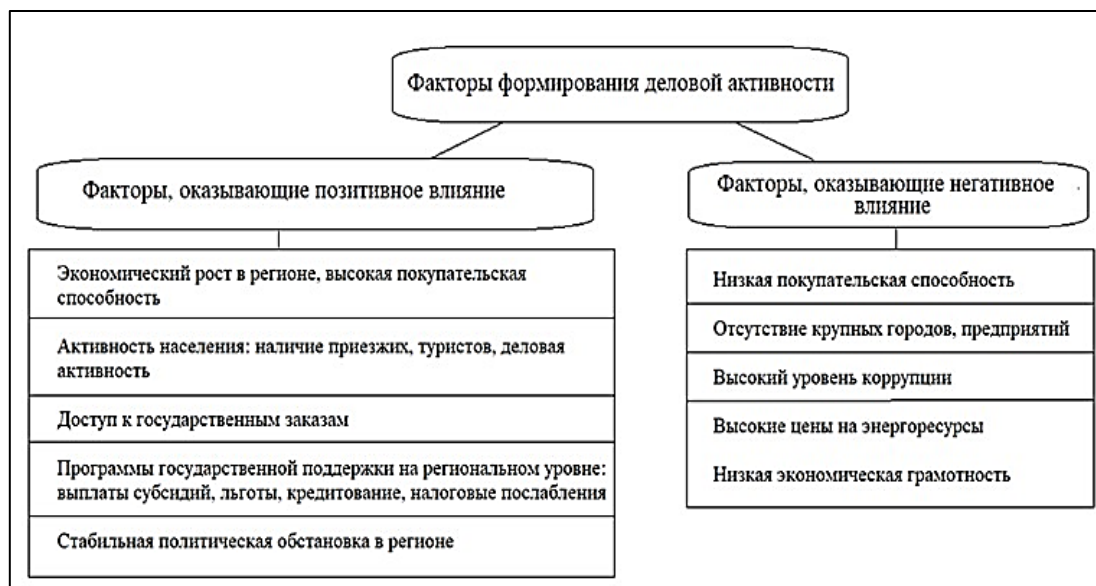 Факторы формирования деловой активности
Факторы, оказывающие позитивное влияние
Экономический рост в регионе, высокая покупательская
способность
Активность населения: наличие приезжих, туристов, деловая
активность
Доступ к государственным заказам
Программы государственной поддержки на региональном уровне:
выплаты субсидий, льготы, кредитование, налоговые послабления
Стабильная политическая обстановка в регионе
Факторы, оказывающие негативное
влияние
Низкая покупательская способность
Отсутствие крупных городов, предприятий
Высокий уровень коррупции
Высокие цены на энергоресурсы
Низкая экономическая грамотность